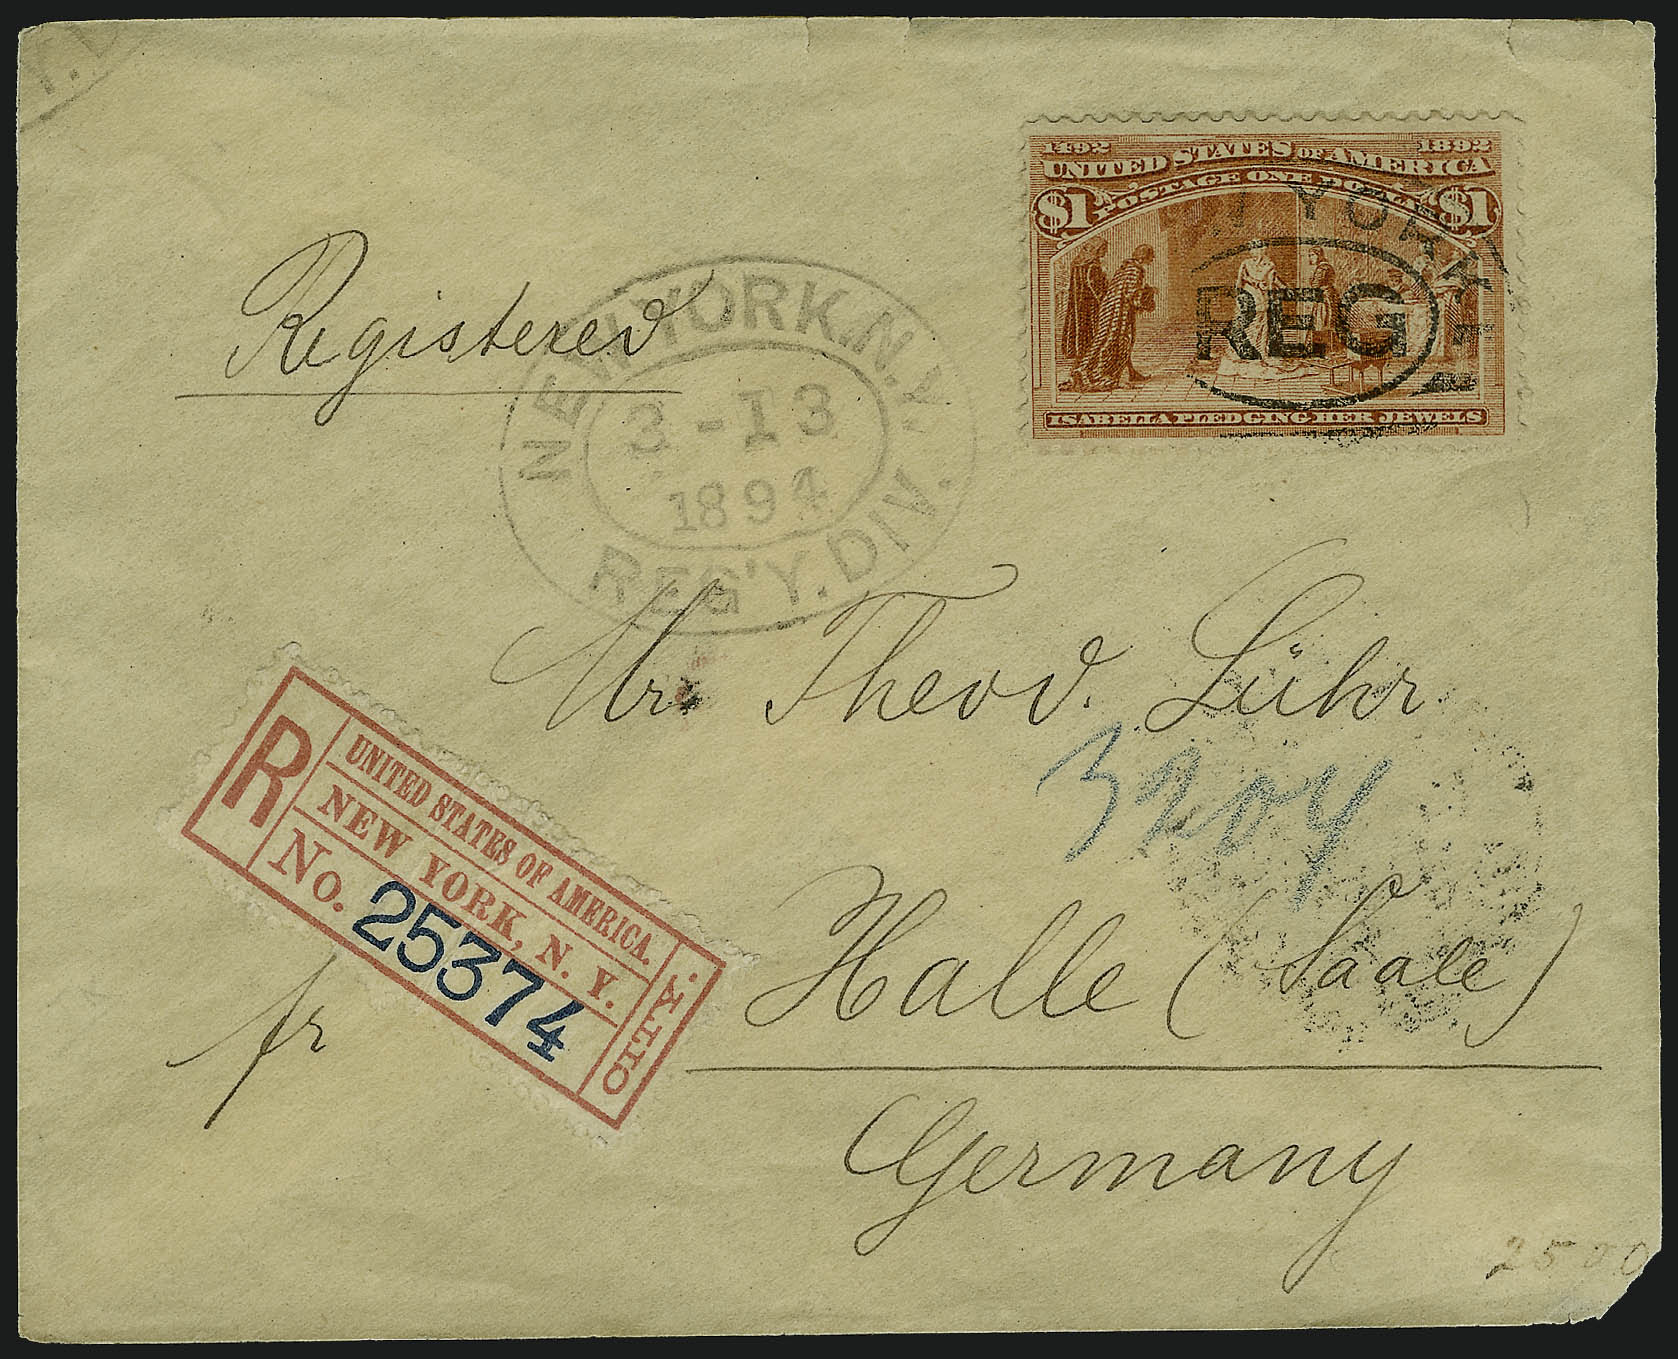 1492 1892
UNITED STATES OF AMERICA
POSTAGE ONE DOLLAR
$1 $1
YORK
REG
ISABELLA PLEDGING HER JEWELS
Registered
NEW YORK, N.Y.
3-13
1894
REG'Y. DIV.
Mr. Theod. Lühr
3204
R
UNITED STATES OF AMERICA.
NEW YORK, N. Y.
No. 25374
Halle (Saale)
fr
Germany
2500